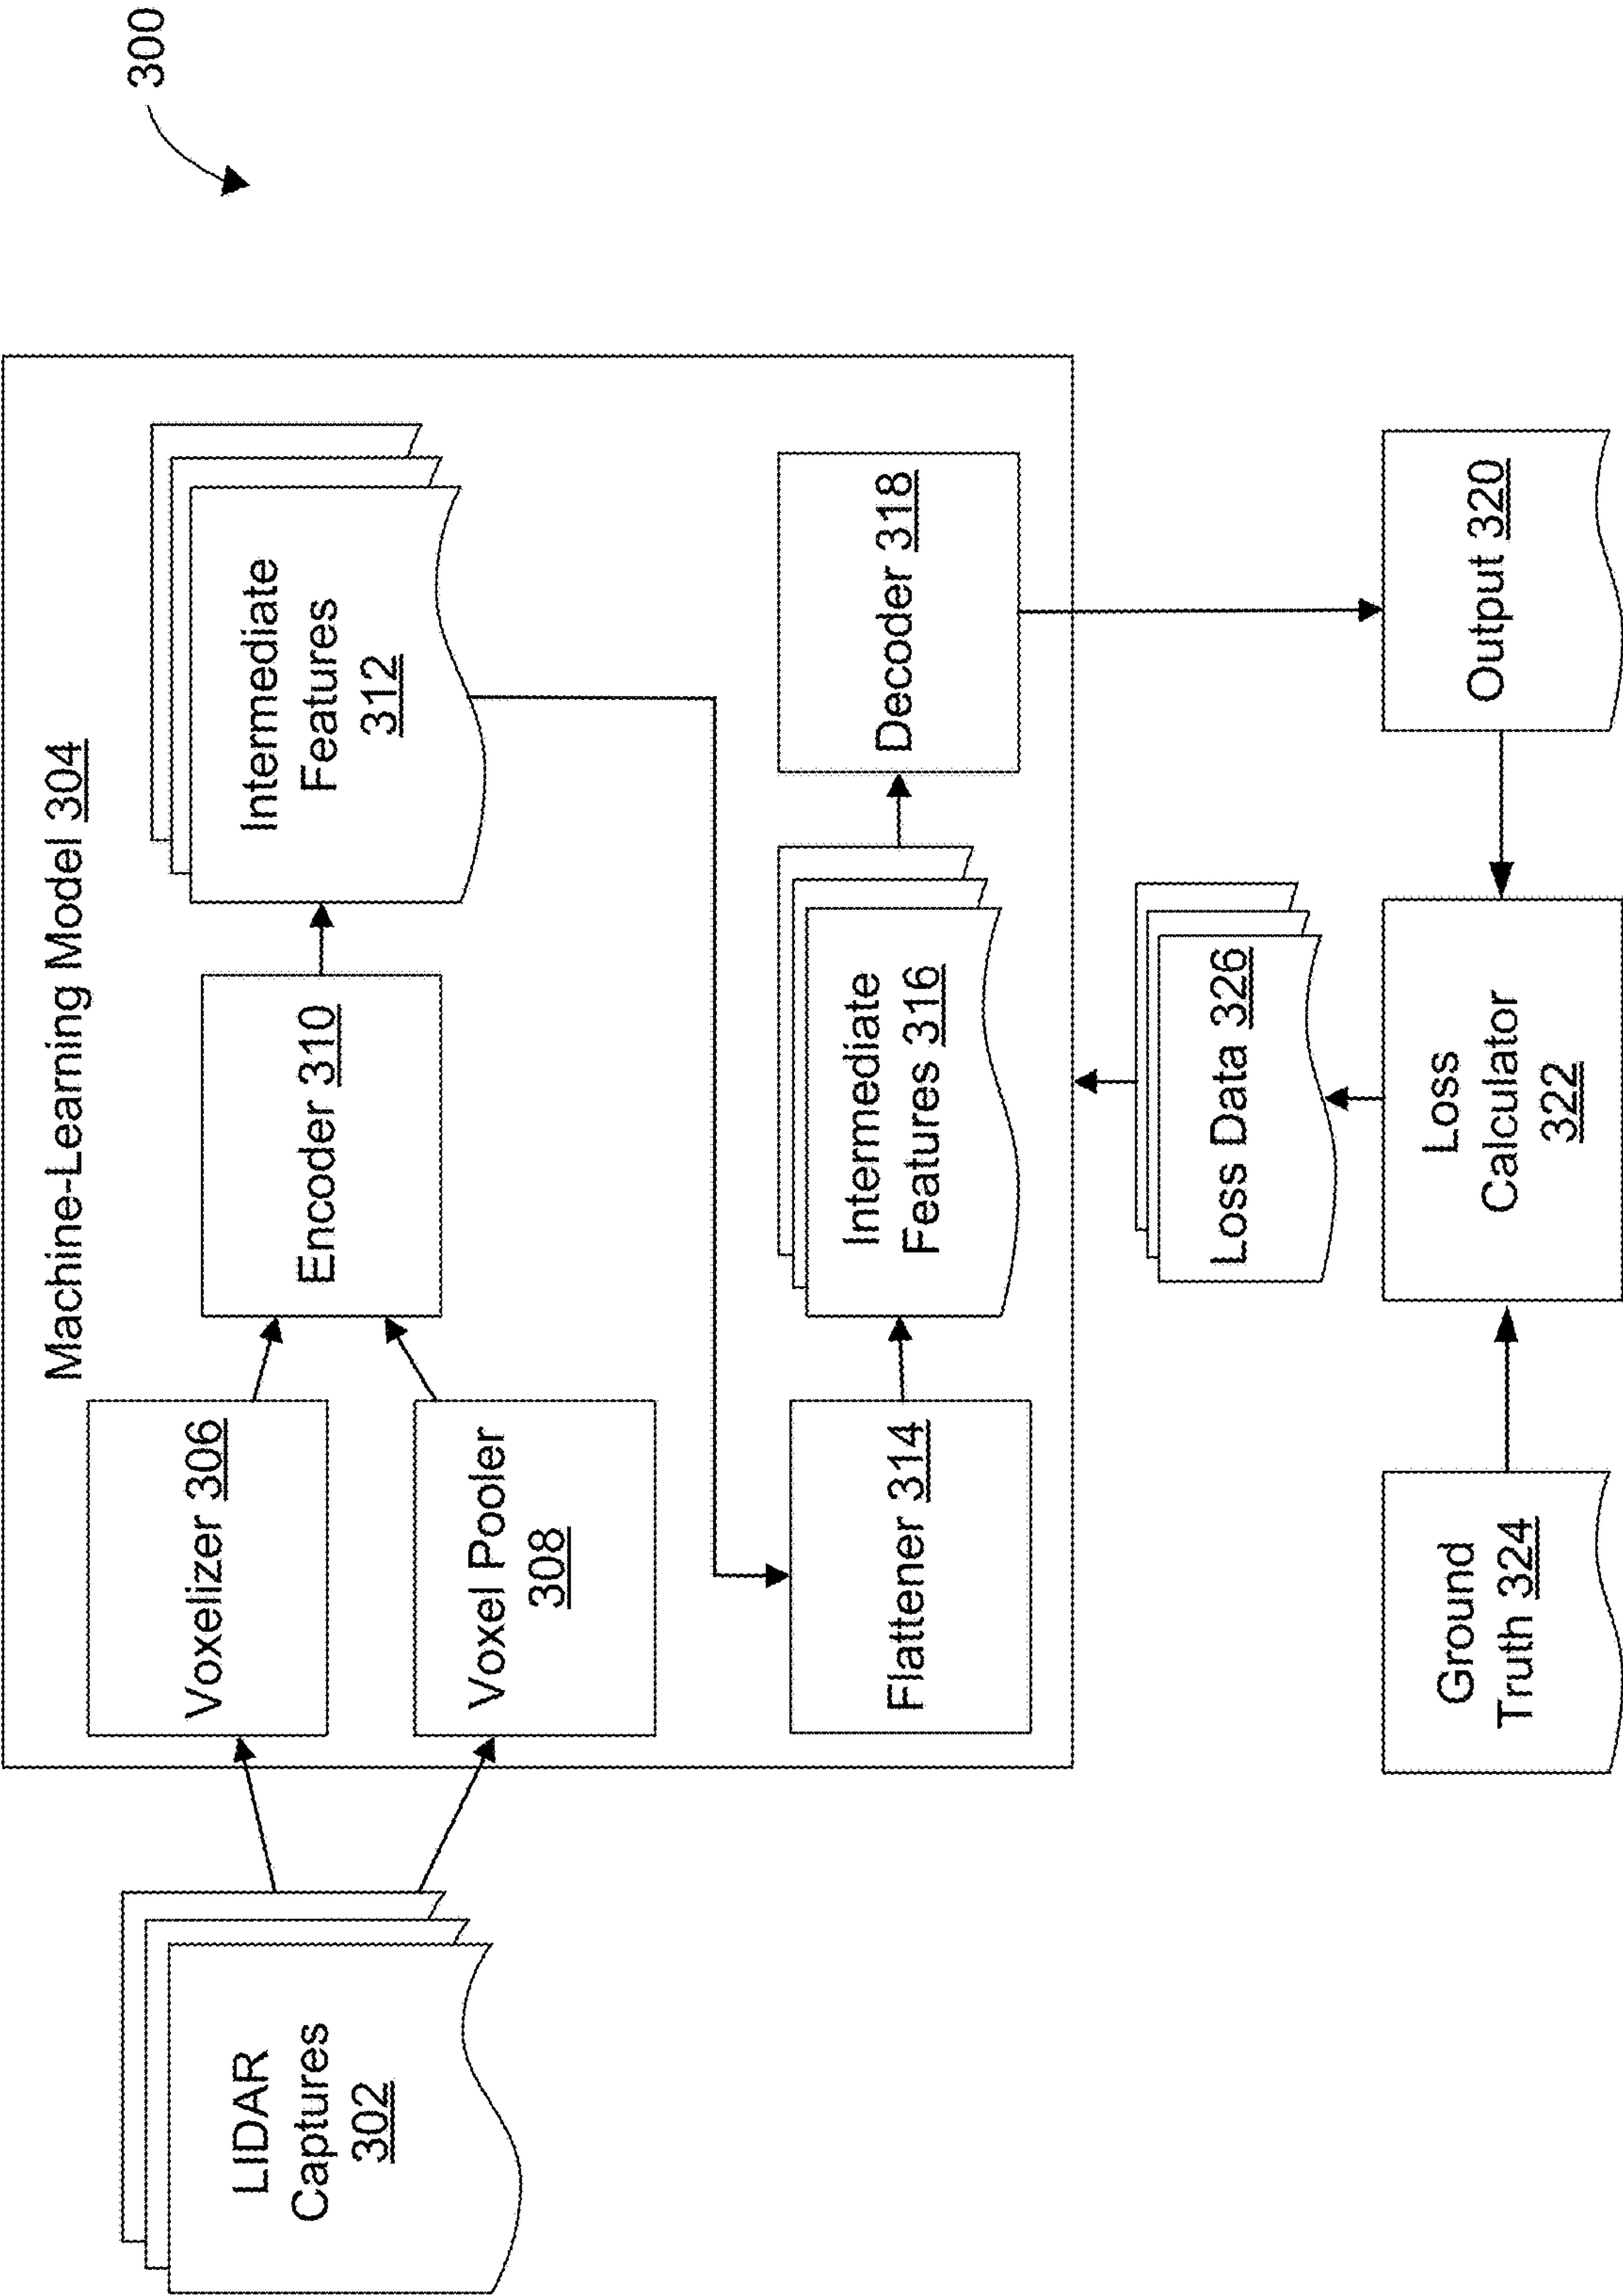 300
Machine-Learning Model 304
LIDAR
Captures
302
Voxelizer 306
Voxel Pooler
308
Encoder 310
Intermediate
Features
312
Flattener 314
Intermediate
Features 316
Decoder 318
Loss Data 326
Ground
Truth 324
Loss
Calculator
322
Output 320